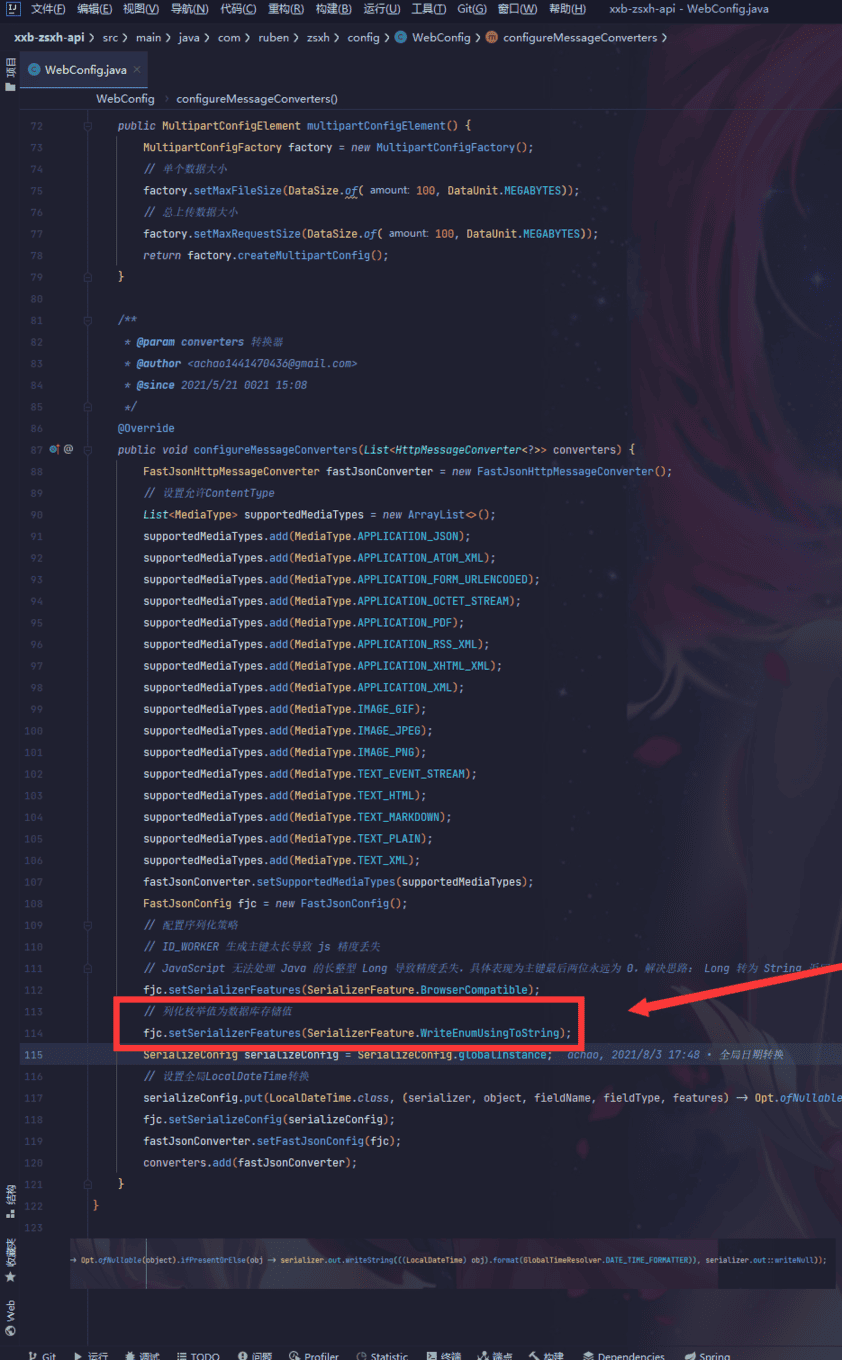 文件(F) 编辑(E) 视图(V) 导航(N) 代码(C) 重构(R) 构建(B) 运行(U) 工具(T) Git(G) 窗口(W) 帮助(H) xxb-zsxh-api - WebConfig.java
xxb-zsxh-api src main java com ruben zsxh config WebConfig configureMessageConverters
项目
WebConfig.java
WebConfig configureMessageConverters()
72 public MultipartConfigElement multipartConfigElement() {
73 MultipartConfigFactory factory = new MultipartConfigFactory();
74 // 单个数据大小
75 factory.setMaxFileSize(DataSize.of( amount: 100, DataUnit.MEGABYTES));
76 // 总上传数据大小
77 factory.setMaxRequestSize(DataSize.of( amount: 100, DataUnit.MEGABYTES));
78 return factory.createMultipartConfig();
79 }
80
81 /**
82 * @param converters 转换器
83 * @author <achao1441470436@gmail.com>
84 * @since 2021/5/21 0021 15:08
85 */
86 @Override
87 @ public void configureMessageConverters(List<HttpMessageConverter<?>> converters) {
88 FastJsonHttpMessageConverter fastJsonConverter = new FastJsonHttpMessageConverter();
89 // 设置允许ContentType
90 List<MediaType> supportedMediaTypes = new ArrayList<>();
91 supportedMediaTypes.add(MediaType.APPLICATION_JSON);
92 supportedMediaTypes.add(MediaType.APPLICATION_ATOM_XML);
93 supportedMediaTypes.add(MediaType.APPLICATION_FORM_URLENCODED);
94 supportedMediaTypes.add(MediaType.APPLICATION_OCTET_STREAM);
95 supportedMediaTypes.add(MediaType.APPLICATION_PDF);
96 supportedMediaTypes.add(MediaType.APPLICATION_RSS_XML);
97 supportedMediaTypes.add(MediaType.APPLICATION_XHTML_XML);
98 supportedMediaTypes.add(MediaType.APPLICATION_XML);
99 supportedMediaTypes.add(MediaType.IMAGE_GIF);
100 supportedMediaTypes.add(MediaType.IMAGE_JPEG);
101 supportedMediaTypes.add(MediaType.IMAGE_PNG);
102 supportedMediaTypes.add(MediaType.TEXT_EVENT_STREAM);
103 supportedMediaTypes.add(MediaType.TEXT_HTML);
104 supportedMediaTypes.add(MediaType.TEXT_MARKDOWN);
105 supportedMediaTypes.add(MediaType.TEXT_PLAIN);
106 supportedMediaTypes.add(MediaType.TEXT_XML);
107 fastJsonConverter.setSupportedMediaTypes(supportedMediaTypes);
108 FastJsonConfig fjc = new FastJsonConfig();
109 // 配置序列化策略
110 // ID_WORKER 生成主键太长导致 js 精度丢失
111 // JavaScript 无法处理 Java 的长整型 Long 导致精度丢失，具体表现为主键最后两位永远为 0，解决思路： Long 转为 String
112 fjc.setSerializerFeatures(SerializerFeature.BrowserCompatible);
113 // 列化枚举值为数据库存储值
114 fjc.setSerializerFeatures(SerializerFeature.WriteEnumUsingToString);
115 SerializeConfig serializeConfig = SerializeConfig.globalInstance; achao, 2021/8/3 17:48 • 全局日期转换
116 // 设置全局LocalDateTime转换
117 serializeConfig.put(LocalDateTime.class, (serializer, object, fieldName, fieldType, features) → Opt.ofNullable
118 fjc.setSerializeConfig(serializeConfig);
119 fastJsonConverter.setFastJsonConfig(fjc);
120 converters.add(fastJsonConverter);
121 }
122 }
123
→ Opt.ofNullable(object).ifPresentOrElse(obj → serializer.out.writeString(((LocalDateTime) obj).format(GlobalTimeResolver.DATE_TIME_FORMATTER)), serializer.out::writeNull));
结构
收藏夹
Web
Git 运行 调试 TODO 问题 Profiler Statistic 终端 端点 构建 Dependencies Spring